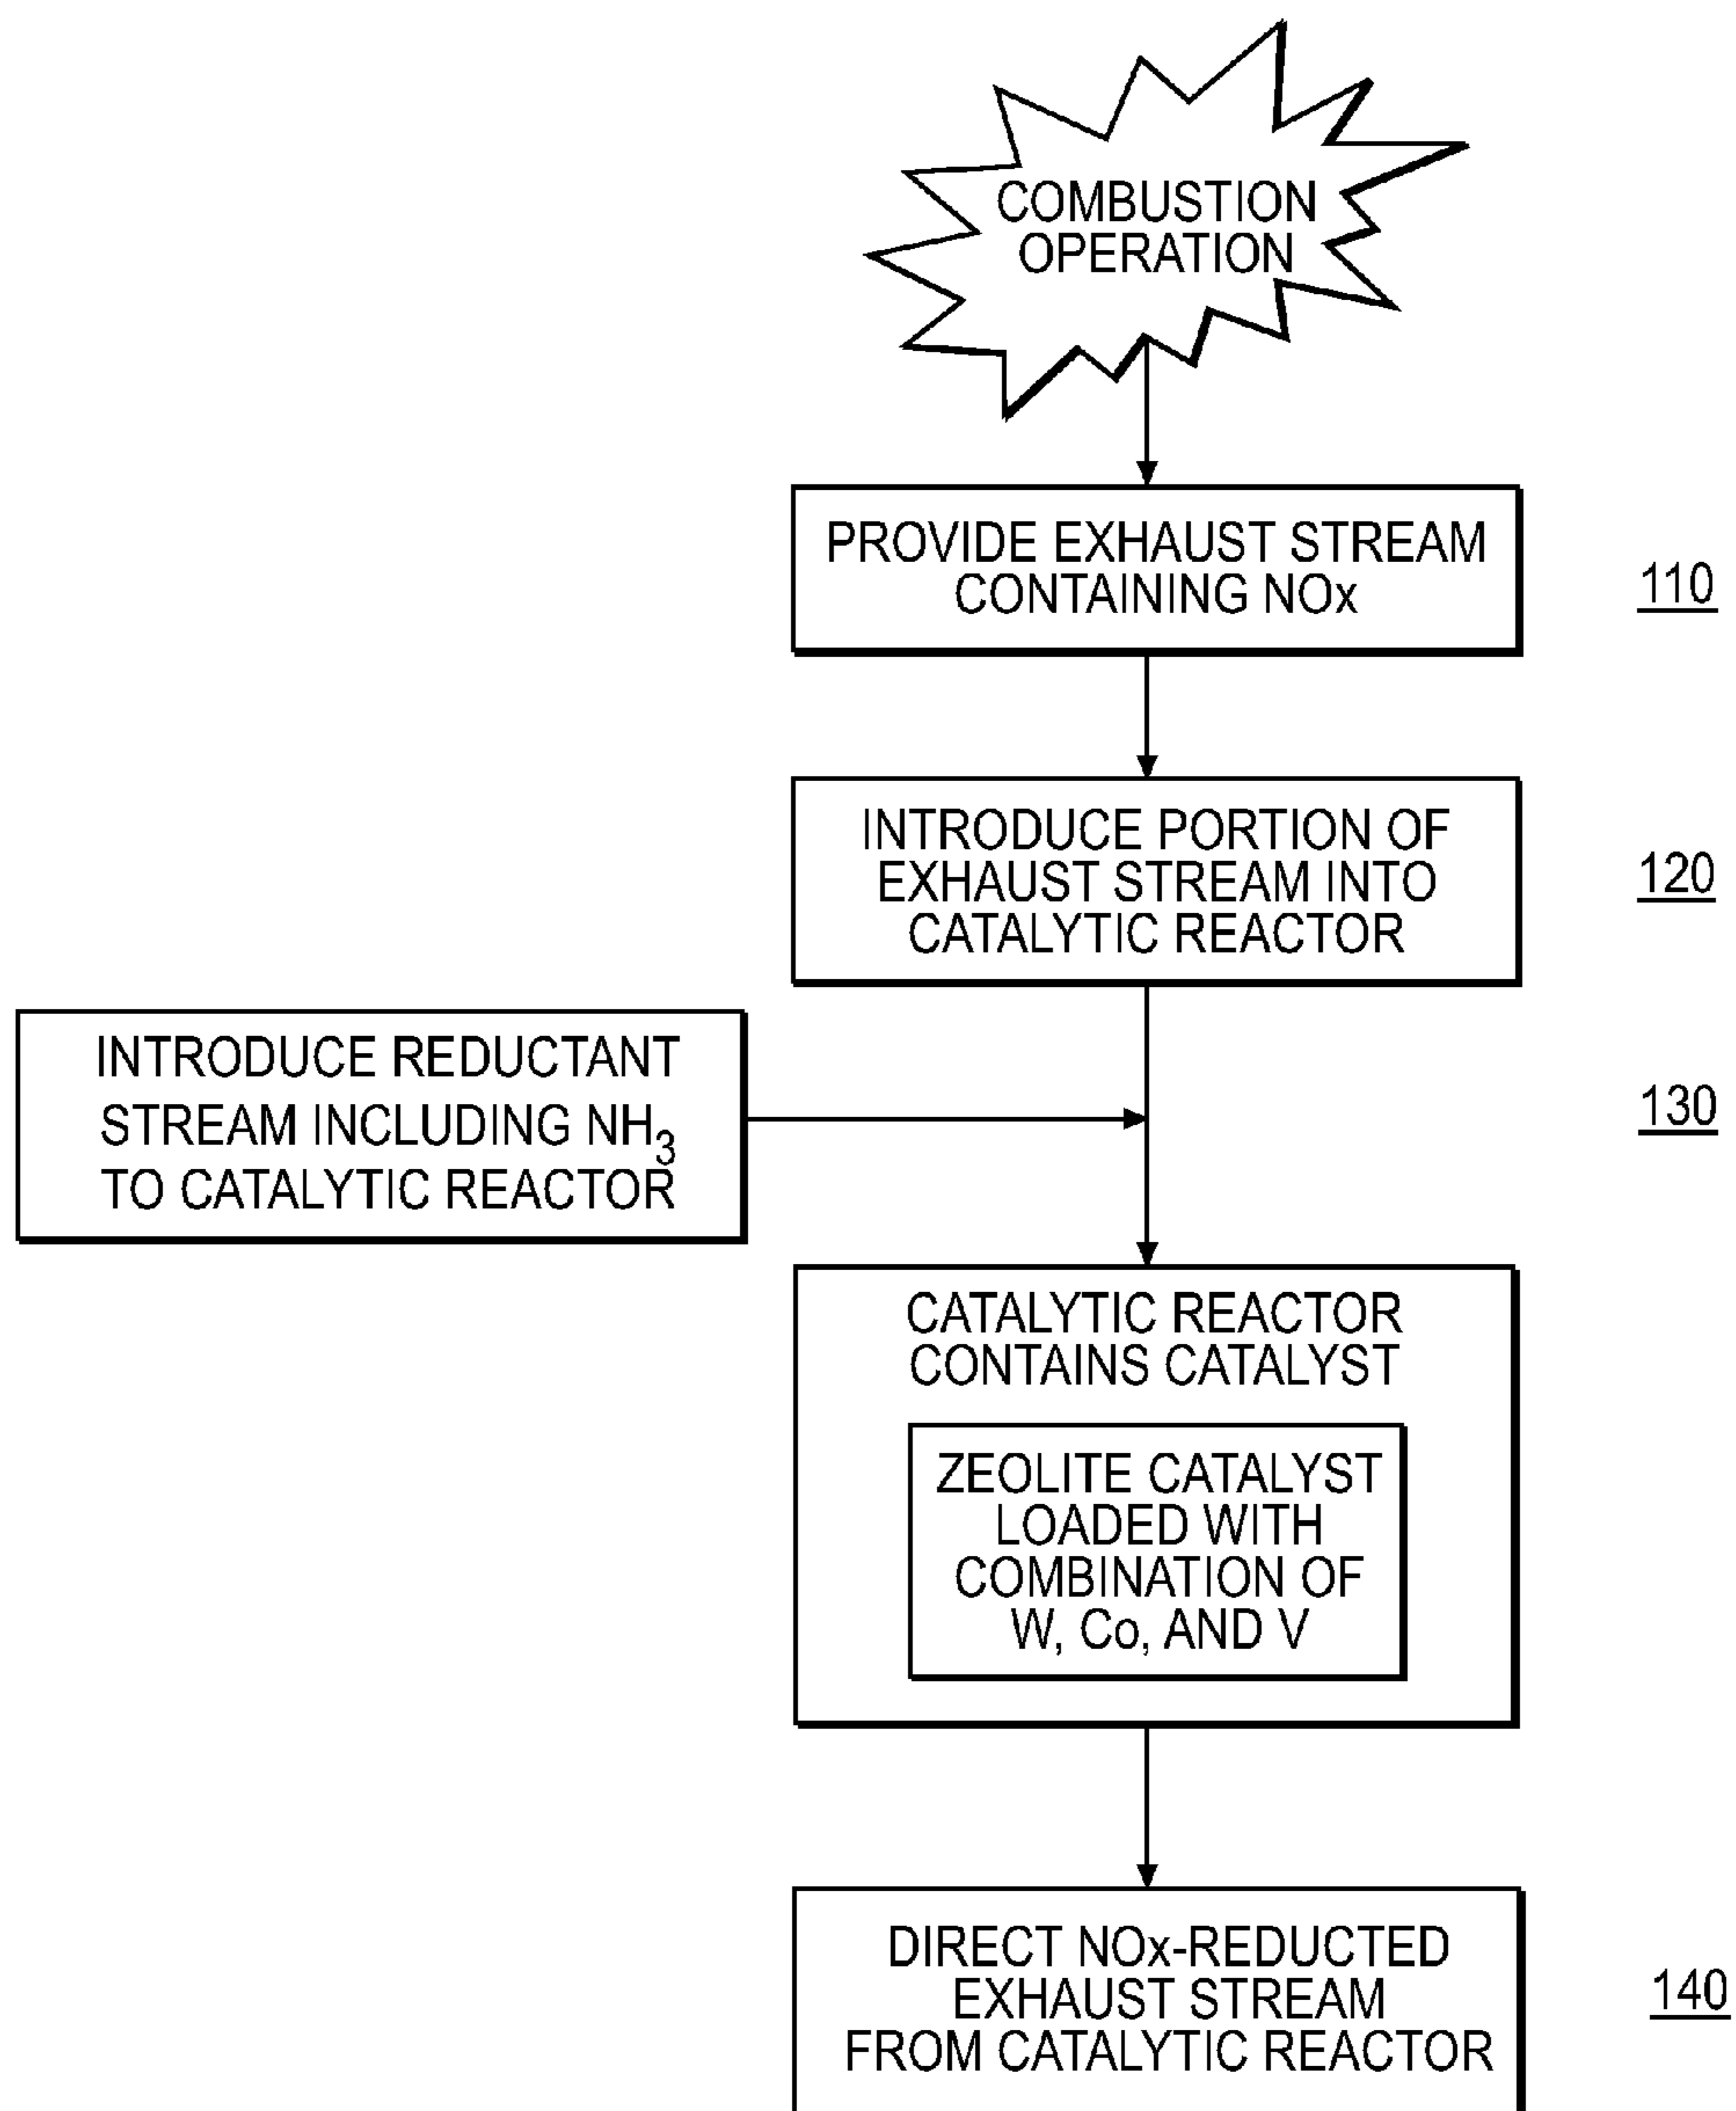 COMBUSTION
OPERATION
PROVIDE EXHAUST STREAM
CONTAINING NOx
110
INTRODUCE PORTION OF
EXHAUST STREAM INTO
CATALYTIC REACTOR
120
INTRODUCE REDUCTANT
STREAM INCLUDING NH₃
TO CATALYTIC REACTOR
130
CATALYTIC REACTOR
CONTAINS CATALYST
ZEOLITE CATALYST
LOADED WITH
COMBINATION OF
W, Co, AND V
DIRECT NOx-REDUCTED
EXHAUST STREAM
FROM CATALYTIC REACTOR
140